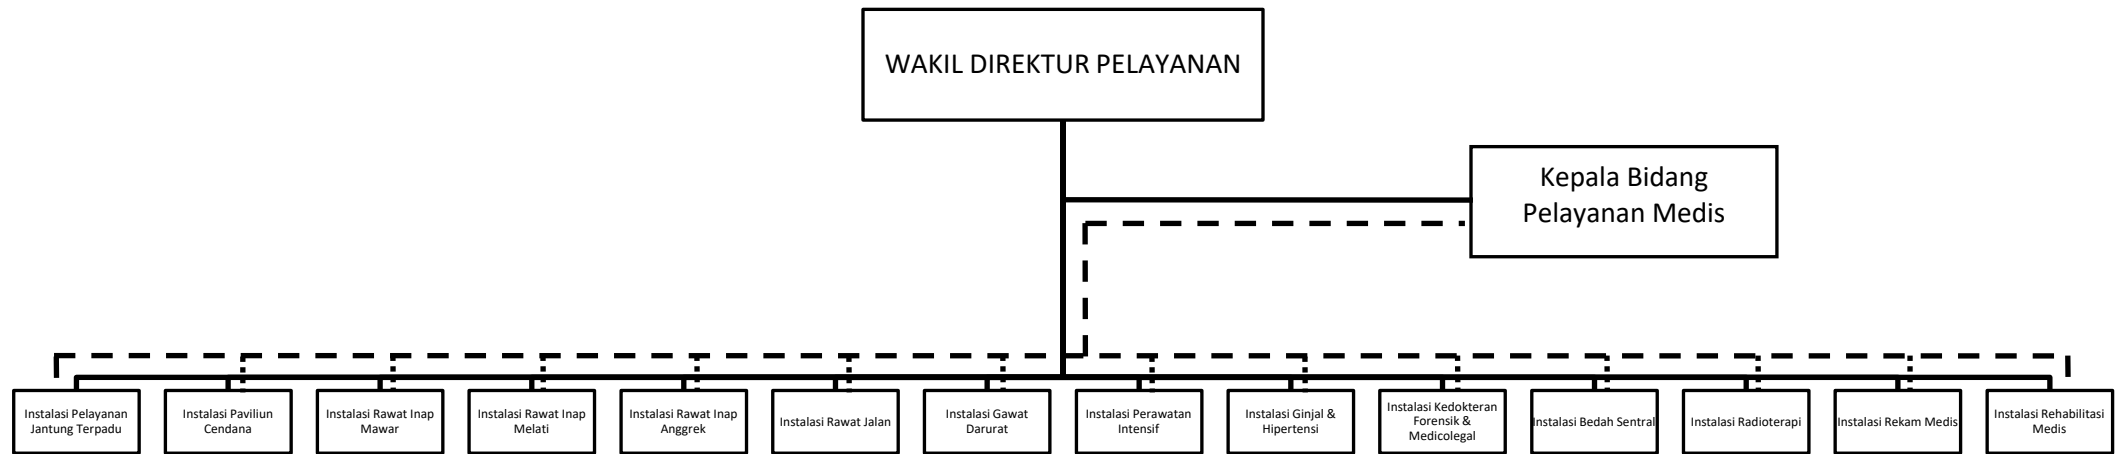 WAKIL DIREKTUR PELAYANAN
Kepala Bidang
Pelayanan Medis
Instalasi Pelayanan
Jantung Terpadu
Instalasi Paviliun
Cendana
Instalasi Rawat Inap
Mawar
Instalasi Rawat Inap
Melati
Instalasi Rawat Inap
Anggrek
Instalasi Rawat Jalan
Instalasi Gawat
Darurat
Instalasi Perawatan
Intensif
Instalasi Ginjal &
Hipertensi
Instalasi Kedokteran
Forensik &
Medicolegal
Instalasi Bedah Sentral
Instalasi Radioterapi
Instalasi Rekam Medis
Instalasi Rehabilitasi
Medis